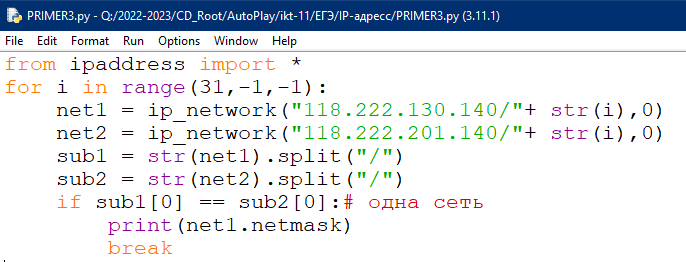 PRIMER3.py - Q:/2022-2023/CD_Root/AutoPlay/ikt-11/ЕГЭ/IP-адресс/PRIMER3.py (3.11.1)
File Edit Format Run Options Window Help
from ipaddress import *
for i in range(31,-1,-1):
    net1 = ip_network("118.222.130.140/"+ str(i),0)
    net2 = ip_network("118.222.201.140/"+ str(i),0)
    sub1 = str(net1).split("/")
    sub2 = str(net2).split("/")
    if sub1[0] == sub2[0]:# одна сеть
        print(net1.netmask)
        break